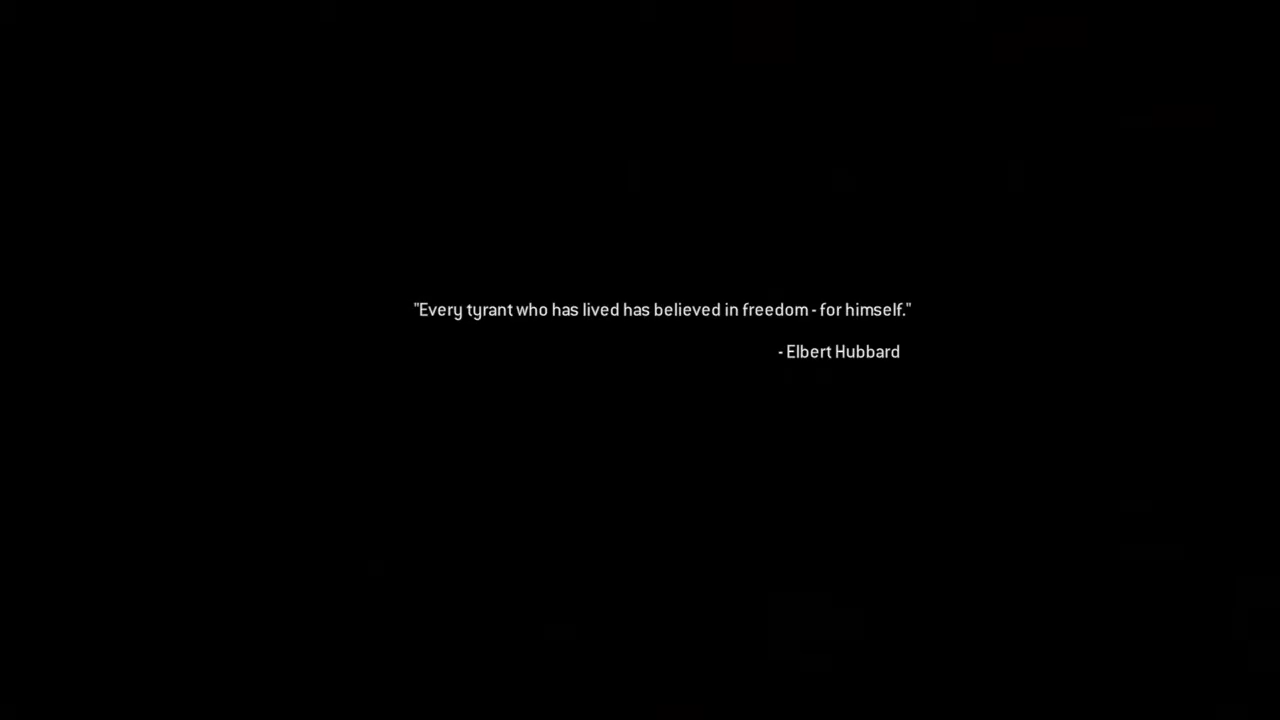 "Every tyrant who has lived has believed in freedom - for himself."
- Elbert Hubbard